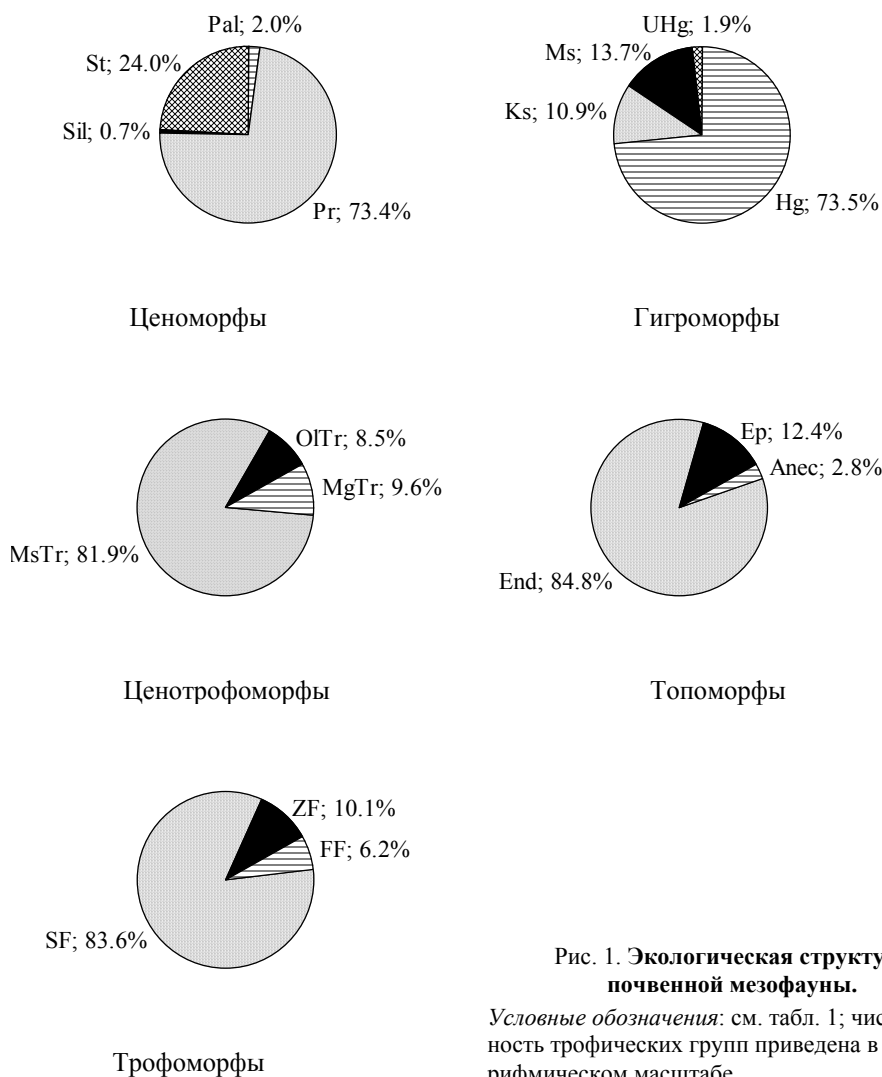 Pal; 2.0%
St; 24.0%
Sil; 0.7%
Pr; 73.4%
Ценоморфы
UHg; 1.9%
Ms; 13.7%
Ks; 10.9%
Hg; 73.5%
Гигроморфы
OlTr; 8.5%
MgTr; 9.6%
MsTr; 81.9%
Ценотрофоморфы
Ep; 12.4%
Anec; 2.8%
End; 84.8%
Топоморфы
ZF; 10.1%
FF; 6.2%
SF; 83.6%
Трофоморфы
Рис. 1. Экологическая структу
почвенной мезофауны.
Условные обозначения: см. табл. 1; чис
ность трофических групп приведена в
рифмическом масштабе